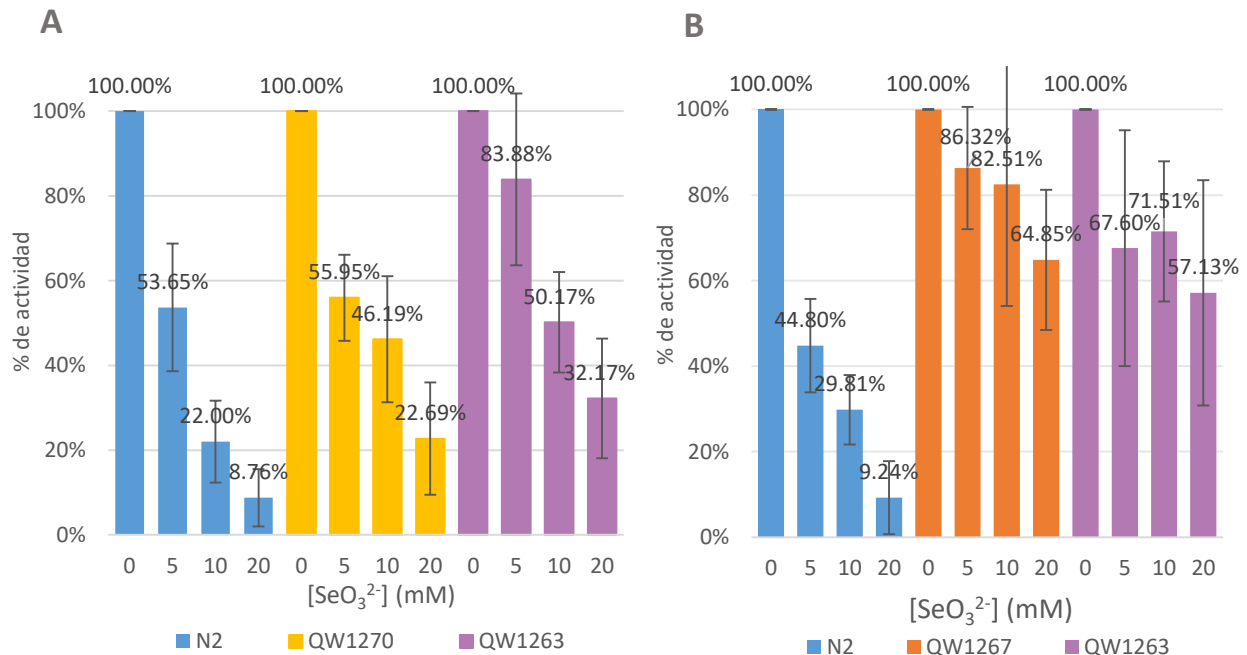 A
100.00% 100.00% 100.00%
100%
80%
60%
40%
20%
0%
% de actividad
53.65%
22.00%
8.76%
55.95%
46.19%
22.69%
83.88%
50.17%
32.17%
0 5 10 20 0 5 10 20 0 5 10 20
[SeO₃²⁻] (mM)
N2 QW1270 QW1263
B
100.00% 100.00% 100.00%
100%
80%
60%
40%
20%
0%
% de actividad
44.80%
29.81%
9.24%
86.32%
82.51%
64.85%
67.60%
71.51%
57.13%
0 5 10 20 0 5 10 20 0 5 10 20
[SeO₃²⁻] (mM)
N2 QW1267 QW1263